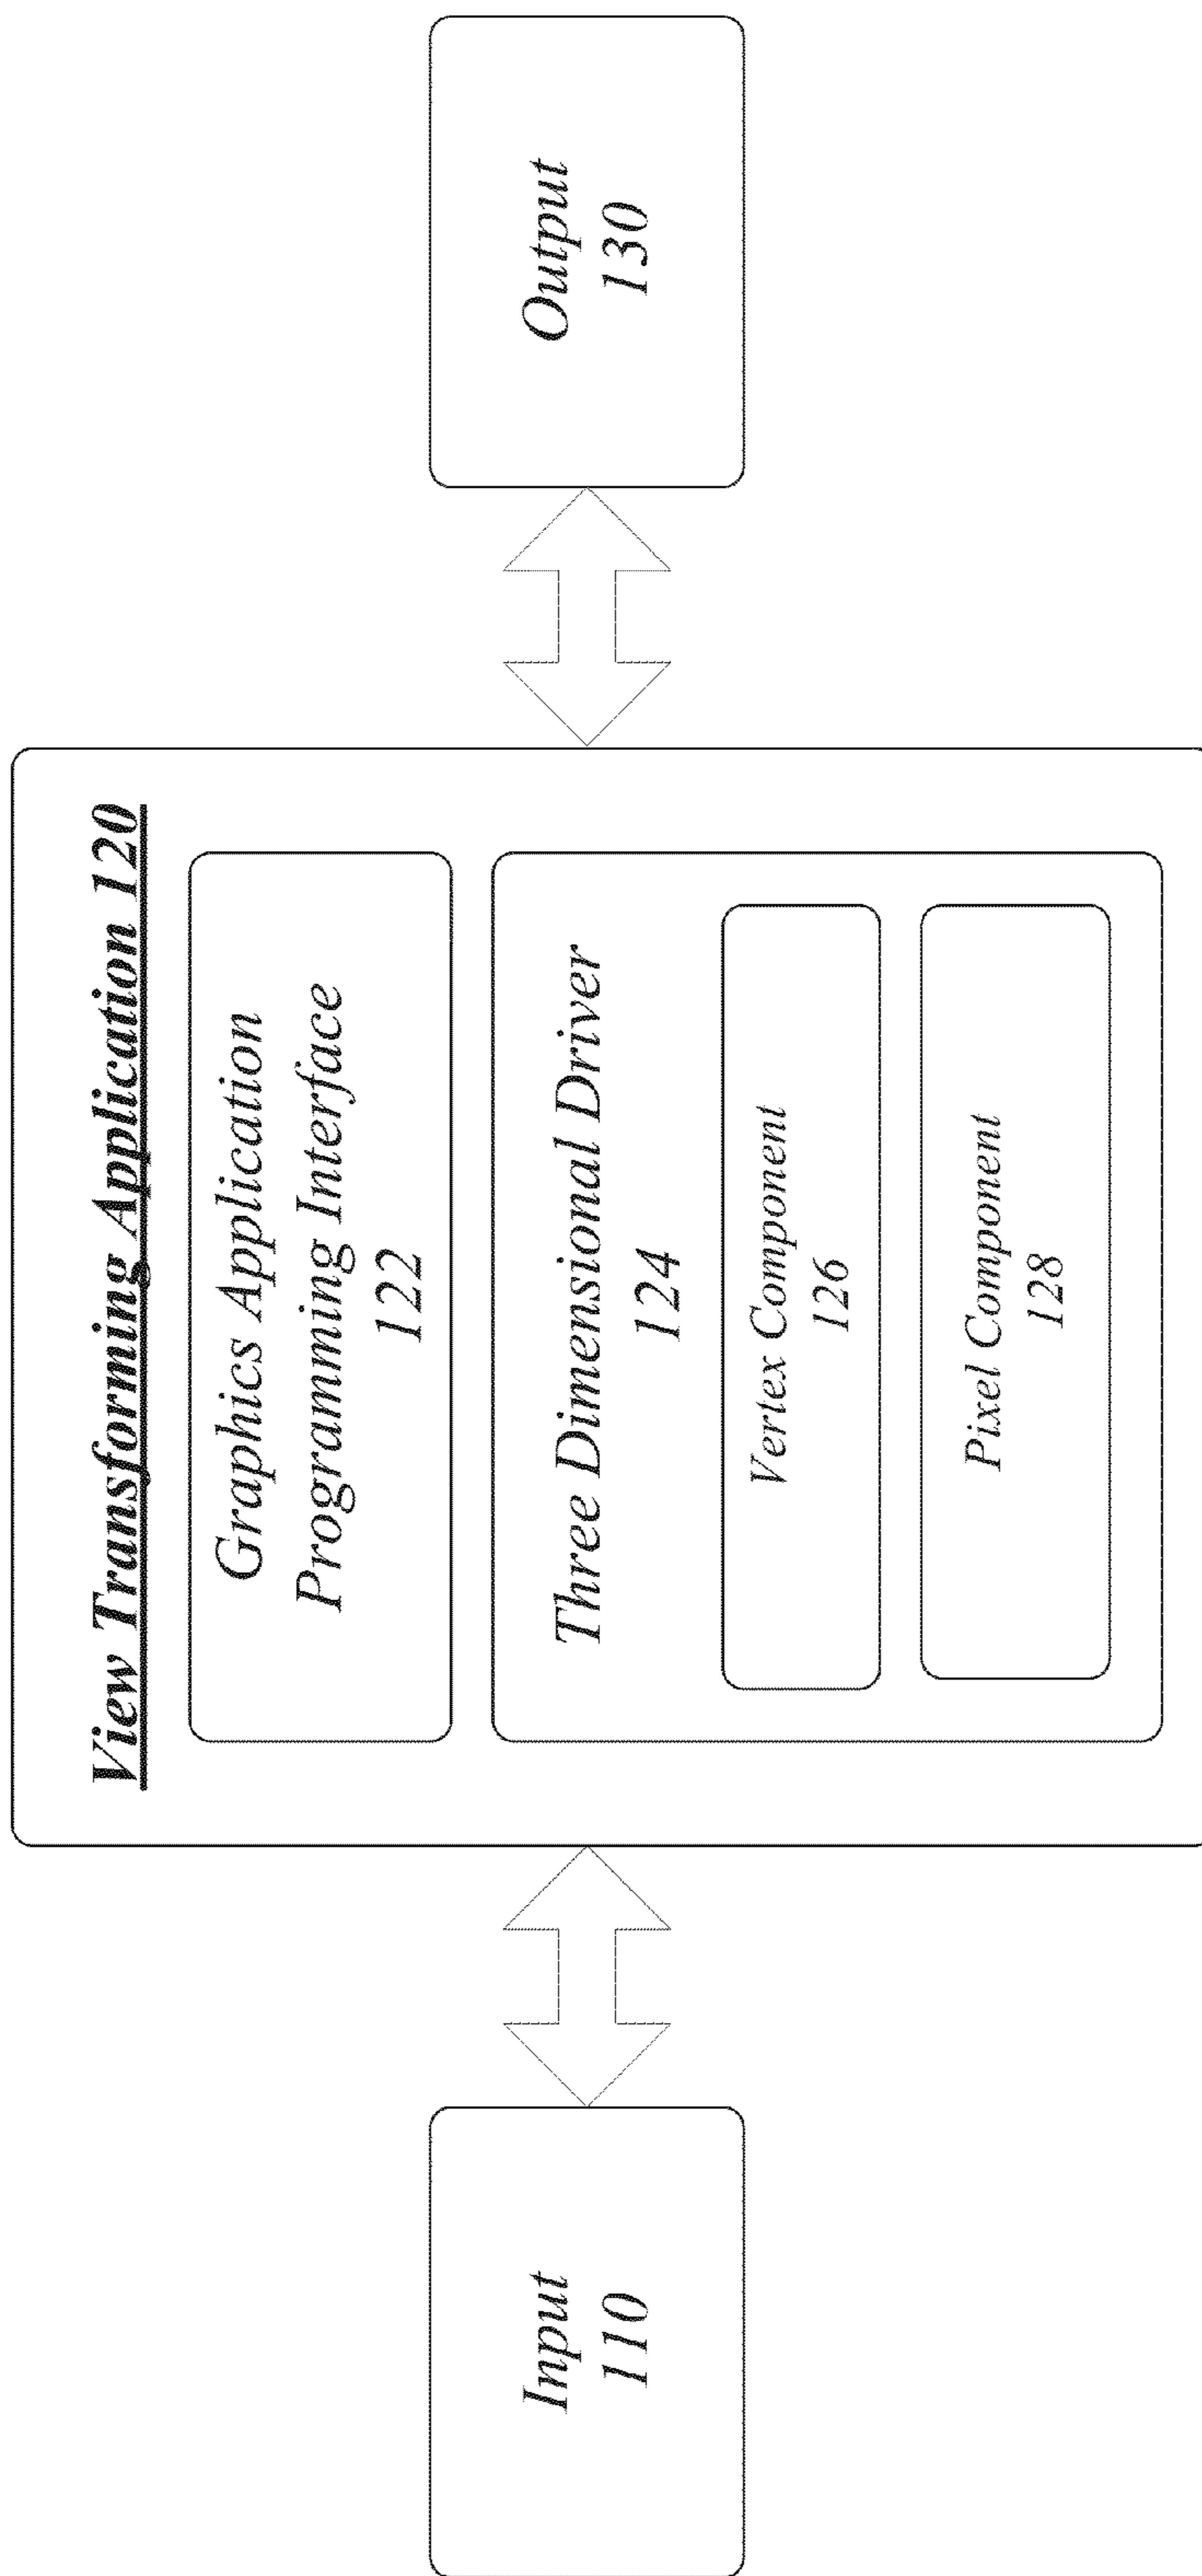 Input
110
View Transforming Application 120
Graphics Application
Programming Interface
122
Three Dimensional Driver
124
Vertex Component
126
Pixel Component
128
Output
130